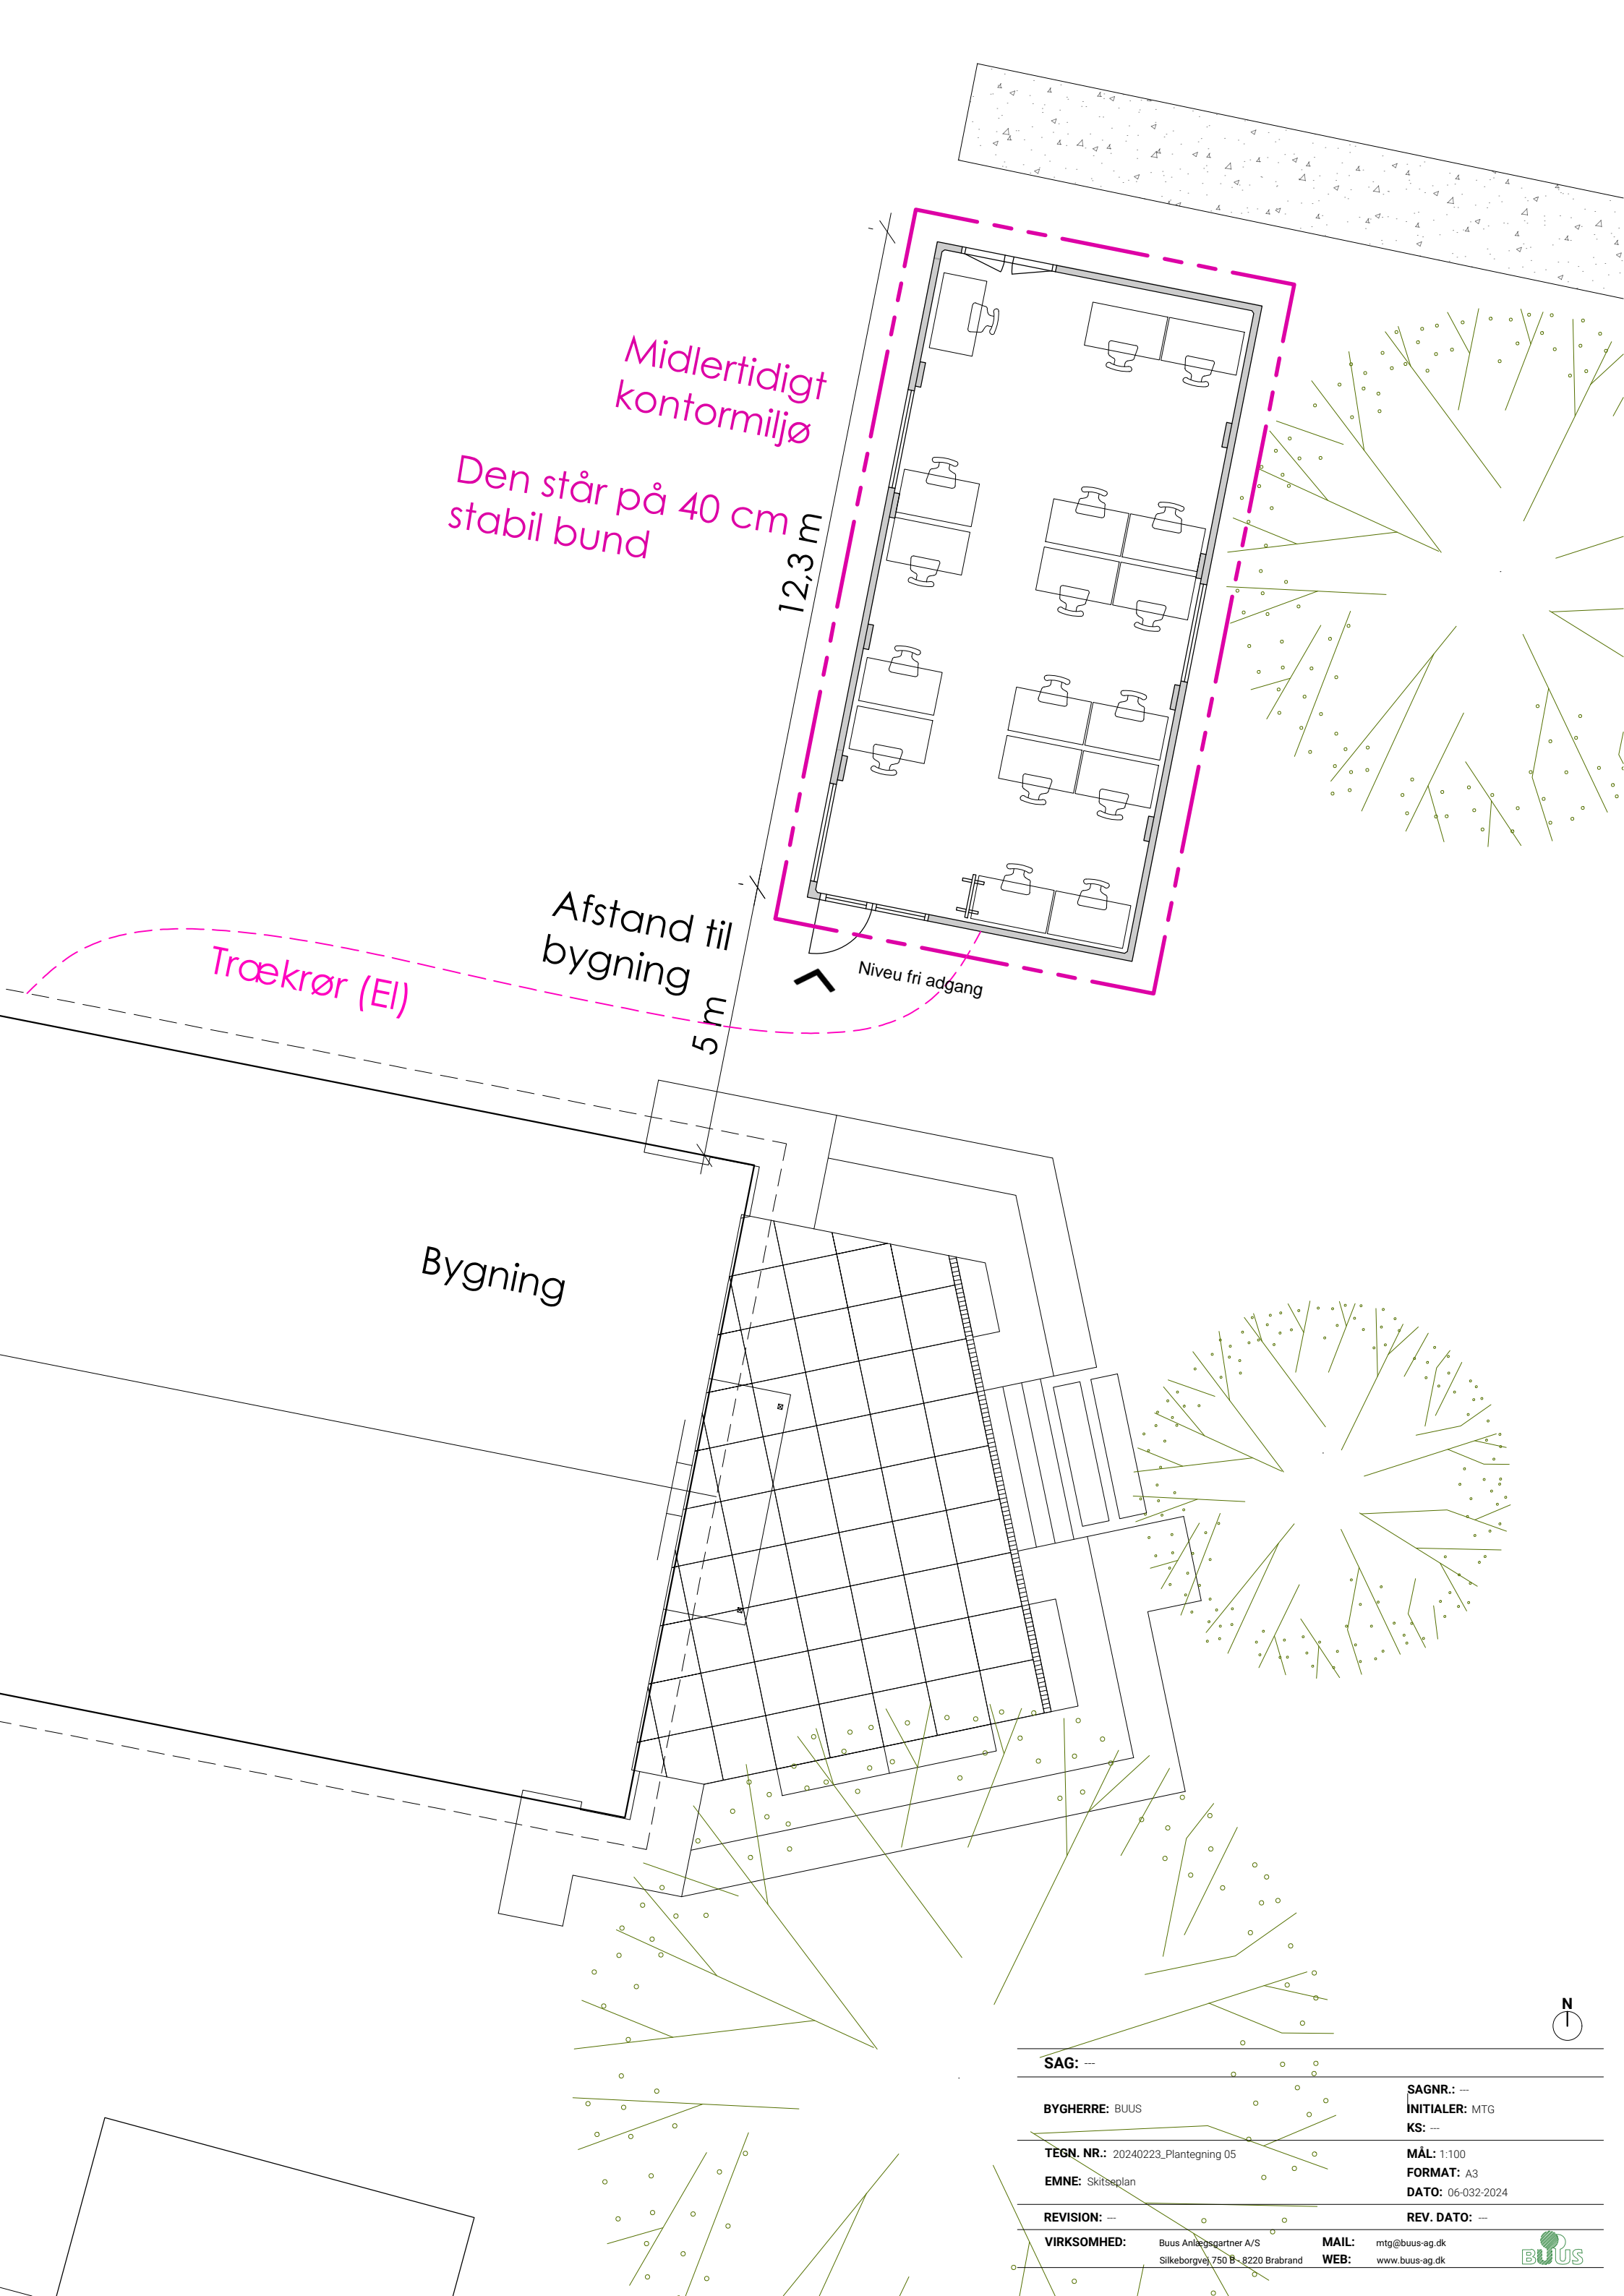 Midlertidigt
kontormiljø
Den står på 40 cm
stabil bund
12,3 m
Afstand til
bygning
5 m
Trækrør (El)
Niveu fri adgang
Bygning
N
SAG: ---
BYGHERRE: BUUS
SAGNR.: ---
INITIALER: MTG
KS: ---
TEGN. NR.: 20240223_Plantegning 05
EMNE: Skitseplan
MÅL: 1:100
FORMAT: A3
DATO: 06-032-2024
REVISION: ---
REV. DATO: ---
VIRKSOMHED: Buus Anlægsgartner A/S
Silkeborgvej 750 B - 8220 Brabrand
MAIL: mtg@buus-ag.dk
WEB: www.buus-ag.dk
BUUS